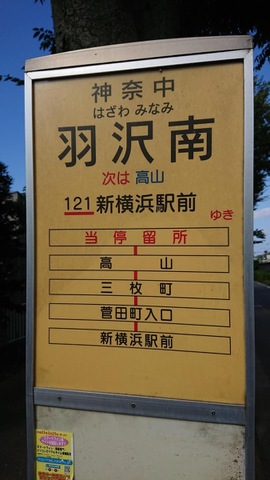 神奈中
はざわ みなみ
羽沢南
次は 高山
121 新横浜駅前 ゆき
当停留所
高山
三枚町
菅田町入口
新横浜駅前